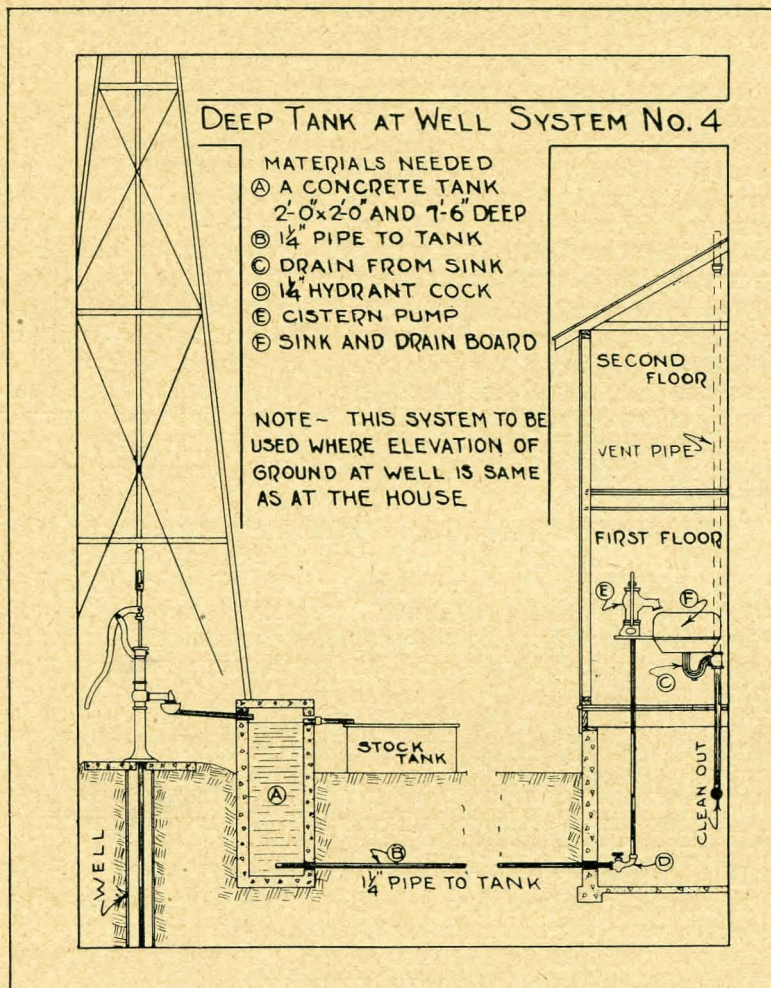 DEEP TANK AT WELL SYSTEM NO. 4
MATERIALS NEEDED
Ⓐ A CONCRETE TANK
2'-0"x2'-0" AND 7'-6" DEEP
Ⓑ 1¼" PIPE TO TANK
Ⓒ DRAIN FROM SINK
Ⓓ 1¼" HYDRANT COCK
Ⓔ CISTERN PUMP
Ⓕ SINK AND DRAIN BOARD
NOTE~ THIS SYSTEM TO BE
USED WHERE ELEVATION OF
GROUND AT WELL IS SAME
AS AT THE HOUSE
SECOND
FLOOR
VENT PIPE
FIRST FLOOR
Ⓔ
Ⓕ
Ⓒ
STOCK
TANK
Ⓐ
CLEAN OUT
WELL
Ⓑ
1¼" PIPE TO TANK
Ⓓ